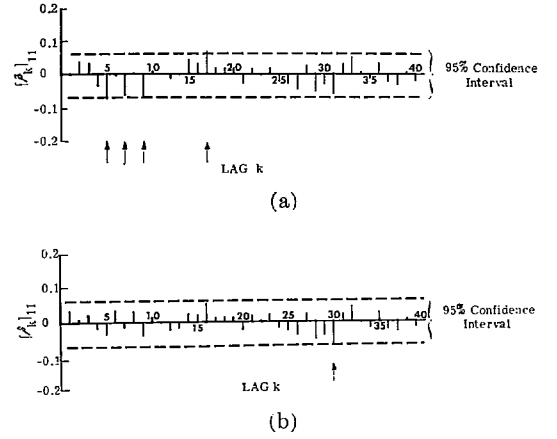 0.2
0.1
[ρ̂k]11
0
-0.1
-0.2
5 10 15 20 25 30 35 40
95% Confidence
Interval
LAG k
(a)
0.2
0.1
[ρ̂k]11
0
-0.1
-0.2
5 10 15 20 25 30 35 40
95% Confidence
Interval
LAG k
(b)